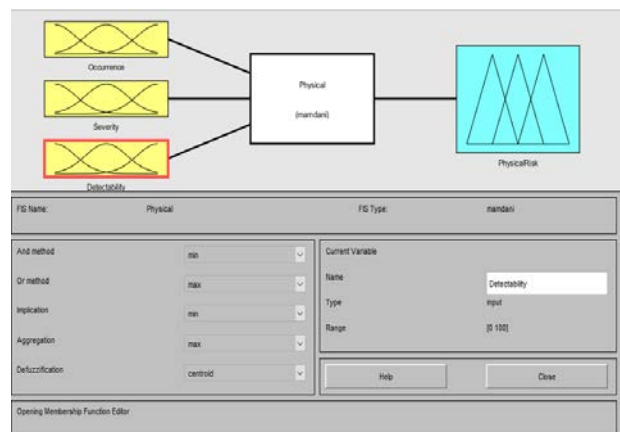 Occurrence
Severity
Detectability
Physical
(mamdani)
PhysicalRisk
FIS Name: Physical FIS Type: mamdani
And method min
Or method max
Implication min
Aggregation max
Defuzzification centroid
Current Variable
Name Detectability
Type input
Range [0 100]
Help Close
Opening Membership Function Editor